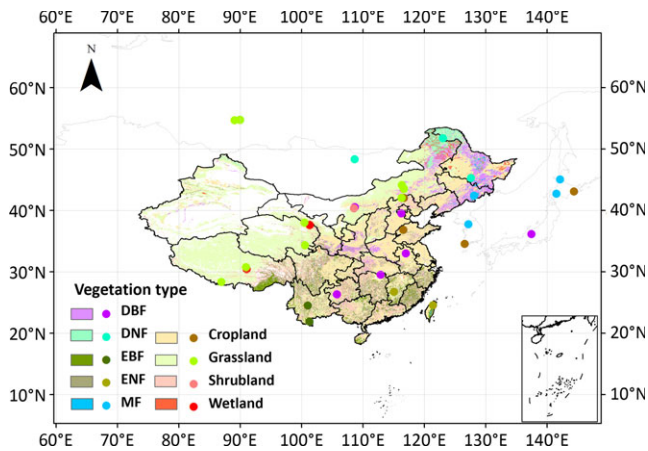 80°E 90°E 100°E 110°E 120°E 130°E 140°E
N
60°N 60°N
50°N 50°N
40°N 40°N
30°N 30°N
20°N 20°N
10°N 10°N
Vegetation type
DBF
DNF Cropland
EBF Grassland
ENF Shrubland
MF Wetland
60°E 70°E 80°E 90°E 100°E 110°E 120°E 130°E 140°E